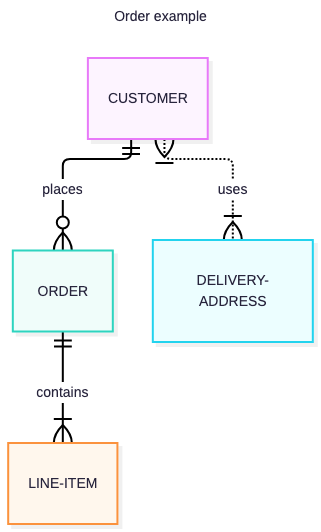 Order example
CUSTOMER
places
uses
ORDER
DELIVERY-
ADDRESS
contains
LINE-ITEM